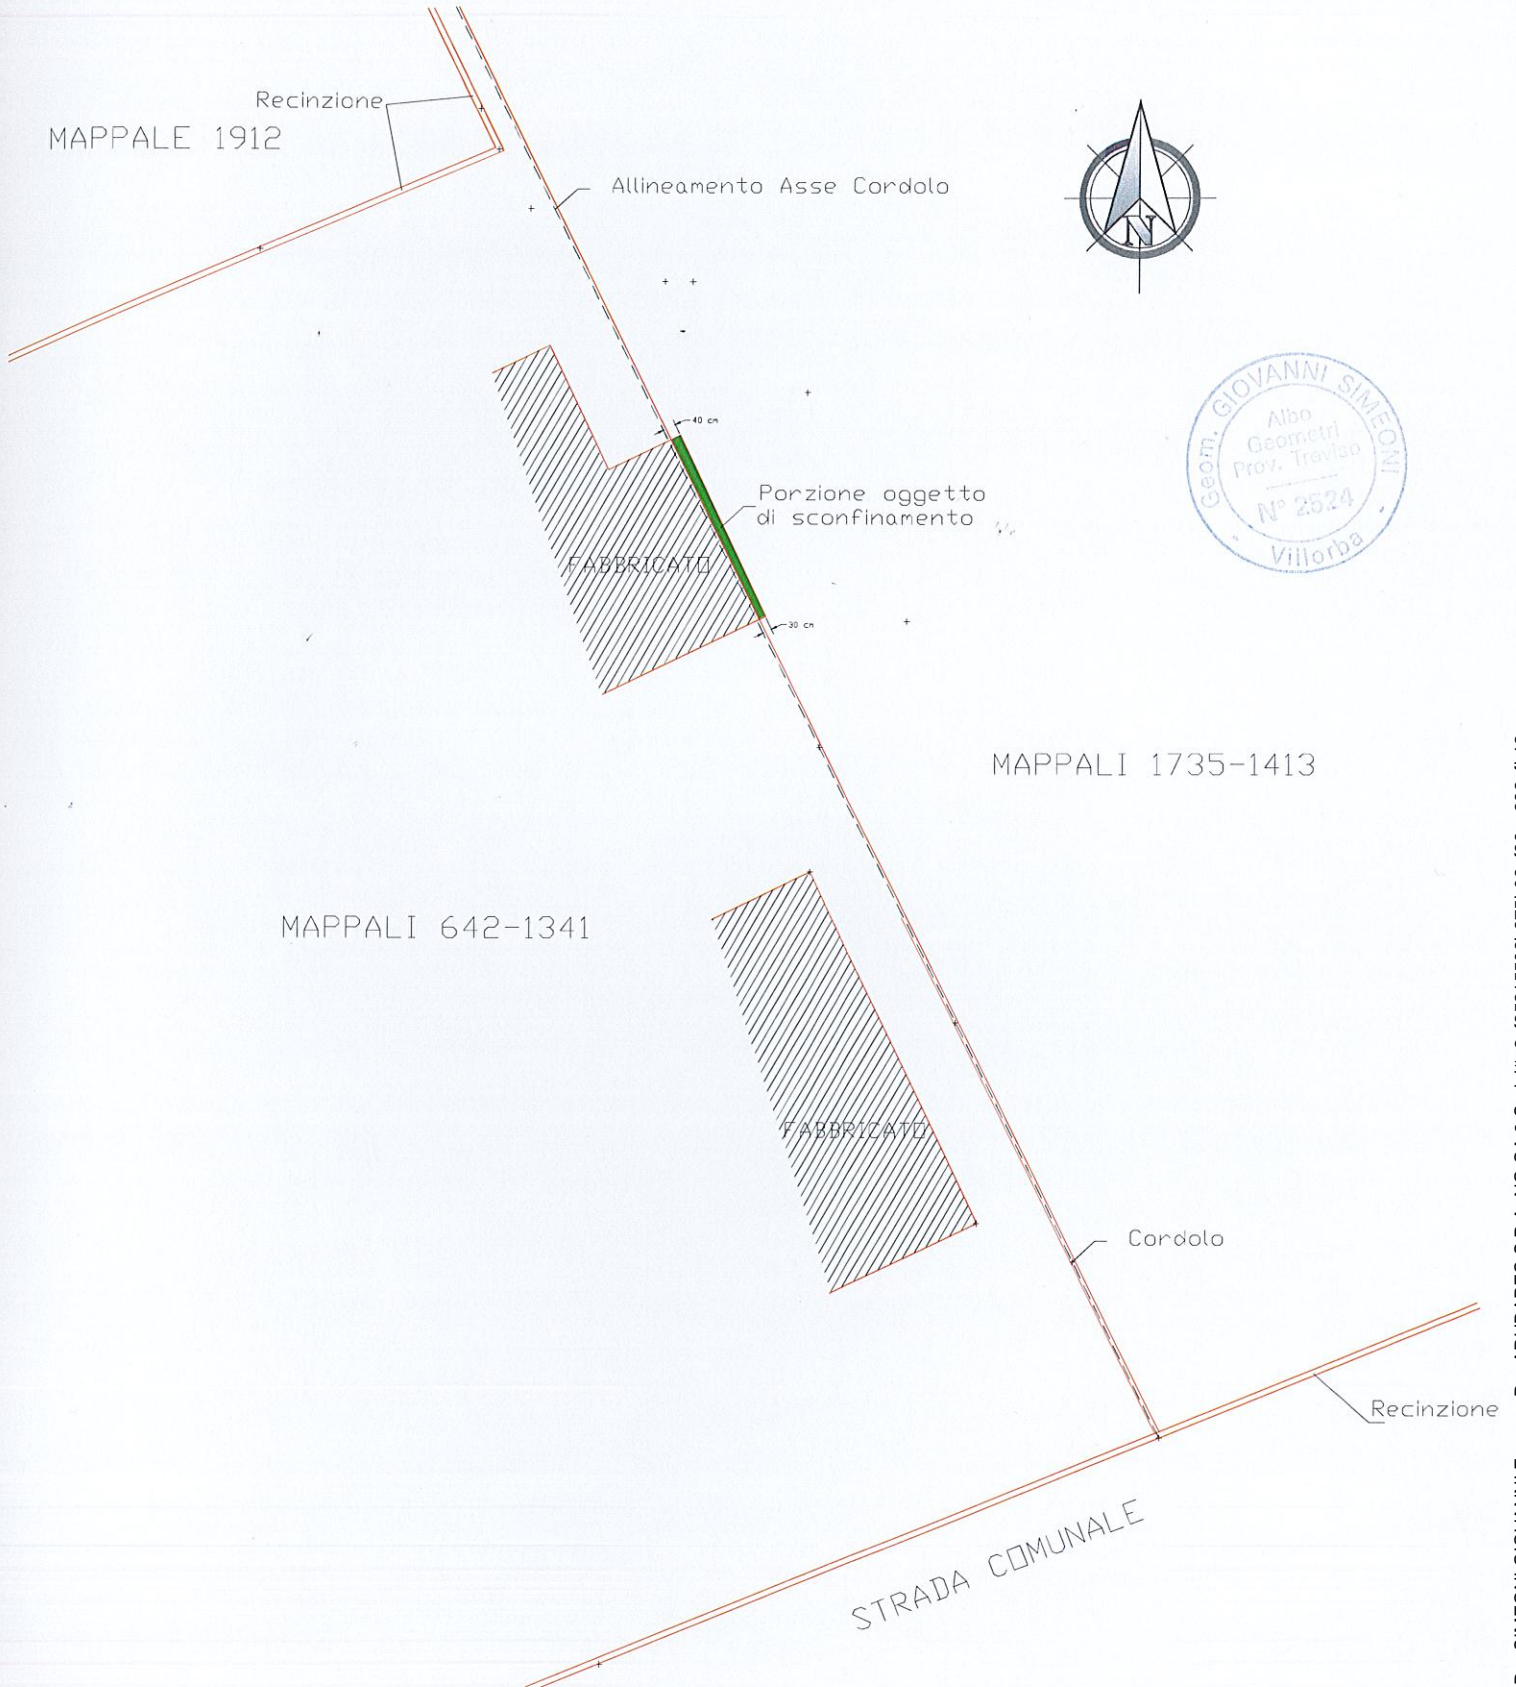 Recinzione
MAPPALE 1912
Allineamento Asse Cordolo
N
Geom. GIOVANNI SIMEONI
Albo
Geometri
Prov. Treviso
N° 2524
- Villorba -
40 cm
Porzione oggetto
di sconfinamento
FABBRICATO
30 cm
MAPPALI 1735-1413
MAPPALI 642-1341
FABBRICATO
Cordolo
Recinzione
STRADA COMUNALE